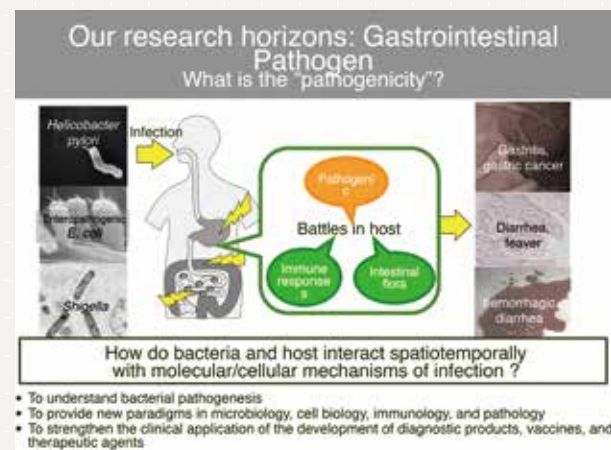 Our research horizons: Gastrointestinal
Pathogen
What is the "pathogenicity"?
Helicobacter
pylori
Infection
Enteropathogenic
E. coli
Shigella
Pathogeni
c
Battles in host
Immune
response
s
Intestinal
flora
Gastritis,
gastric cancer
Diarrhea,
feaver
hemorrhagic
diarrhea
How do bacteria and host interact spatiotemporally
with molecular/cellular mechanisms of infection ?
• To understand bacterial pathogenesis
• To provide new paradigms in microbiology, cell biology, immunology, and pathology
• To strengthen the clinical application of the development of diagnostic products, vaccines, and
therapeutic agents